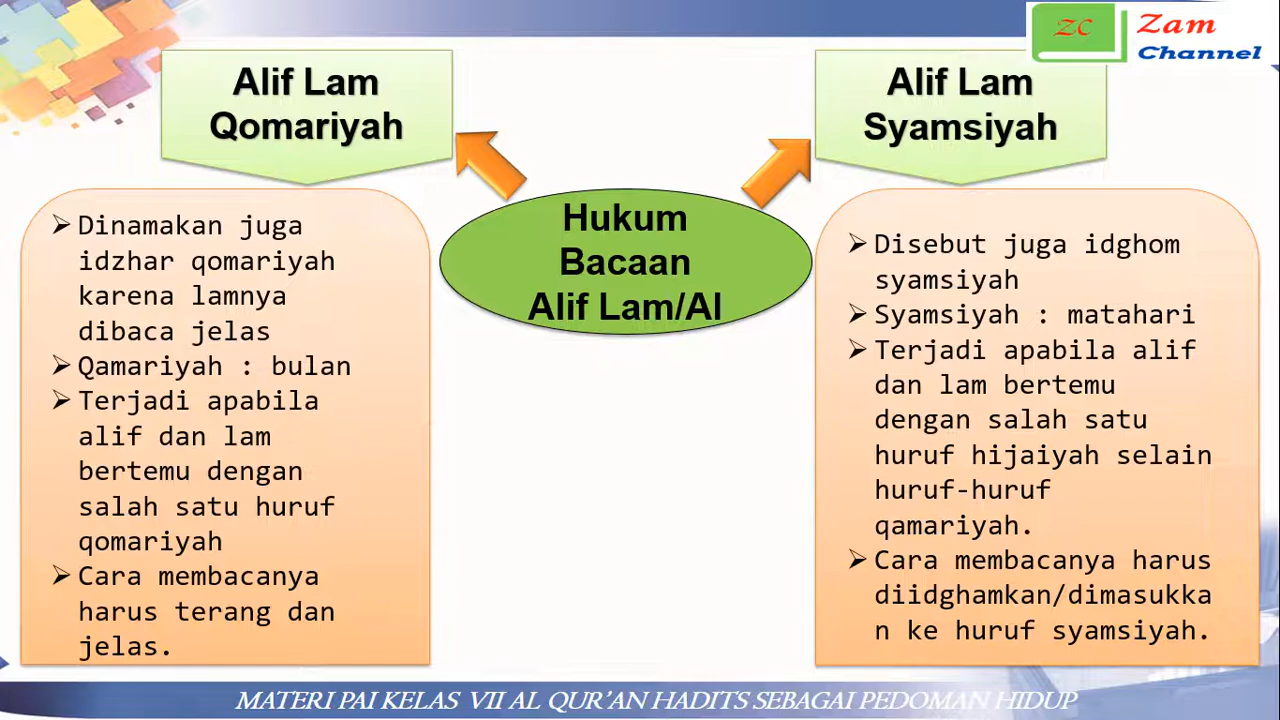 ZC
Zam
Channel
Alif Lam
Qomariyah
Alif Lam
Syamsiyah
Hukum
Bacaan
Alif Lam/Al
Dinamakan juga
idzhar qomariyah
karena lamnya
dibaca jelas
Qamariyah : bulan
Terjadi apabila
alif dan lam
bertemu dengan
salah satu huruf
qomariyah
Cara membacanya
harus terang dan
jelas.
Disebut juga idghom
syamsiyah
Syamsiyah : matahari
Terjadi apabila alif
dan lam bertemu
dengan salah satu
huruf hijaiyah selain
huruf-huruf
qamariyah.
Cara membacanya harus
diidghamkan/dimasukka
n ke huruf syamsiyah.
MATERI PAI KELAS VII AL QUR'AN HADITS SEBAGAI PEDOMAN HIDUP